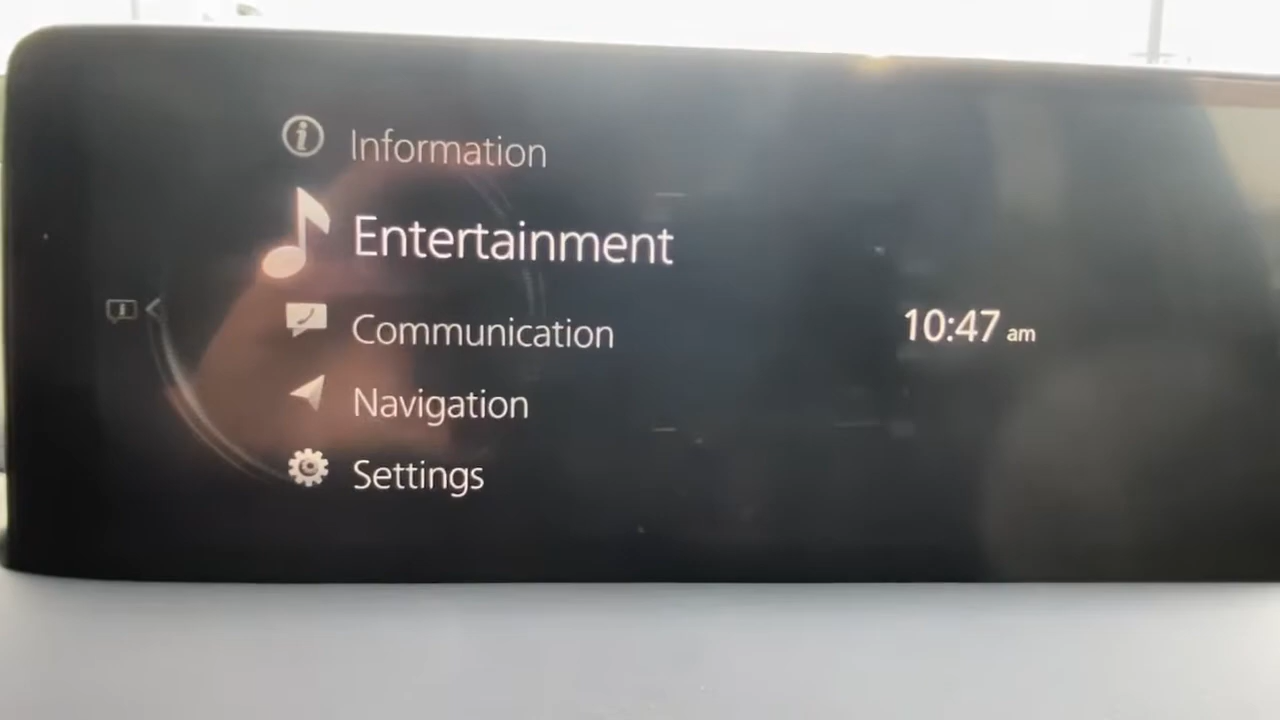 Information
Entertainment
Communication
10:47 am
Navigation
Settings